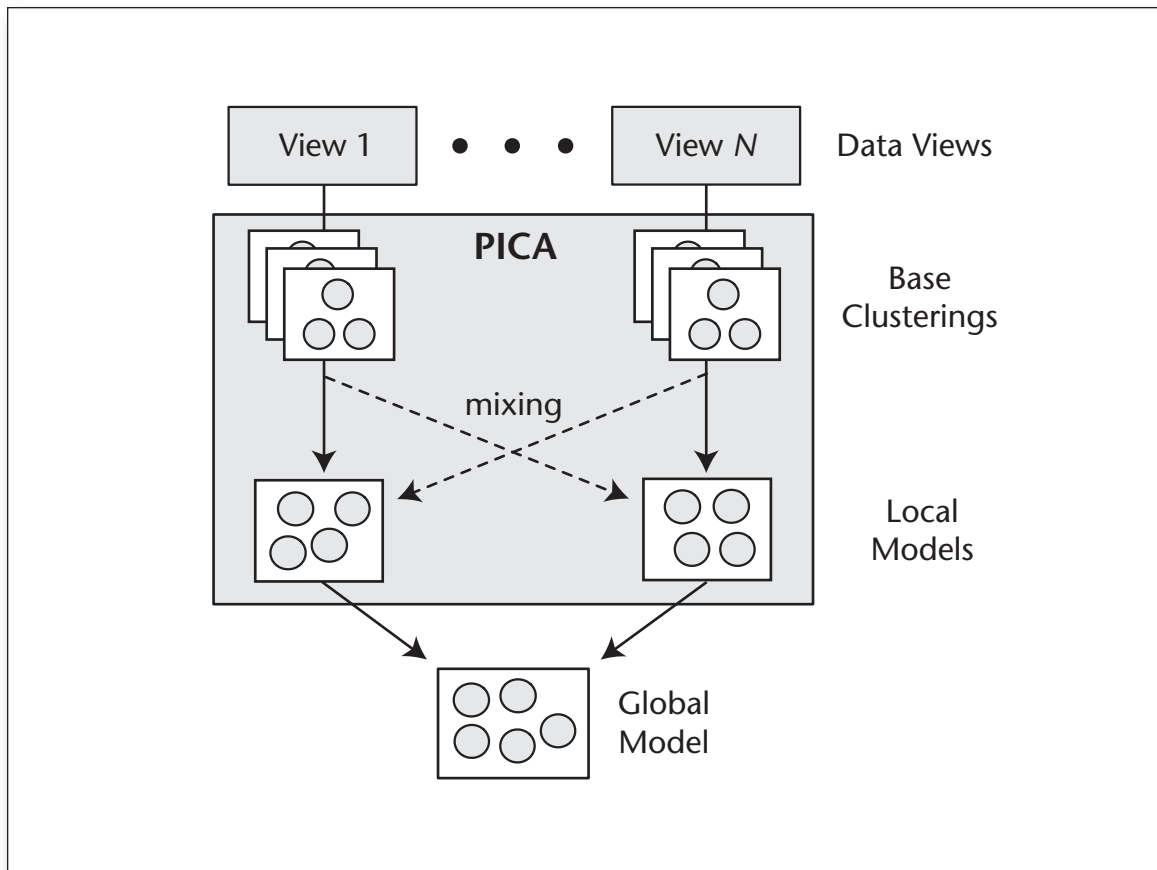 View 1
View N
Data Views
PICA
Base
Clusterings
mixing
Local
Models
Global
Model